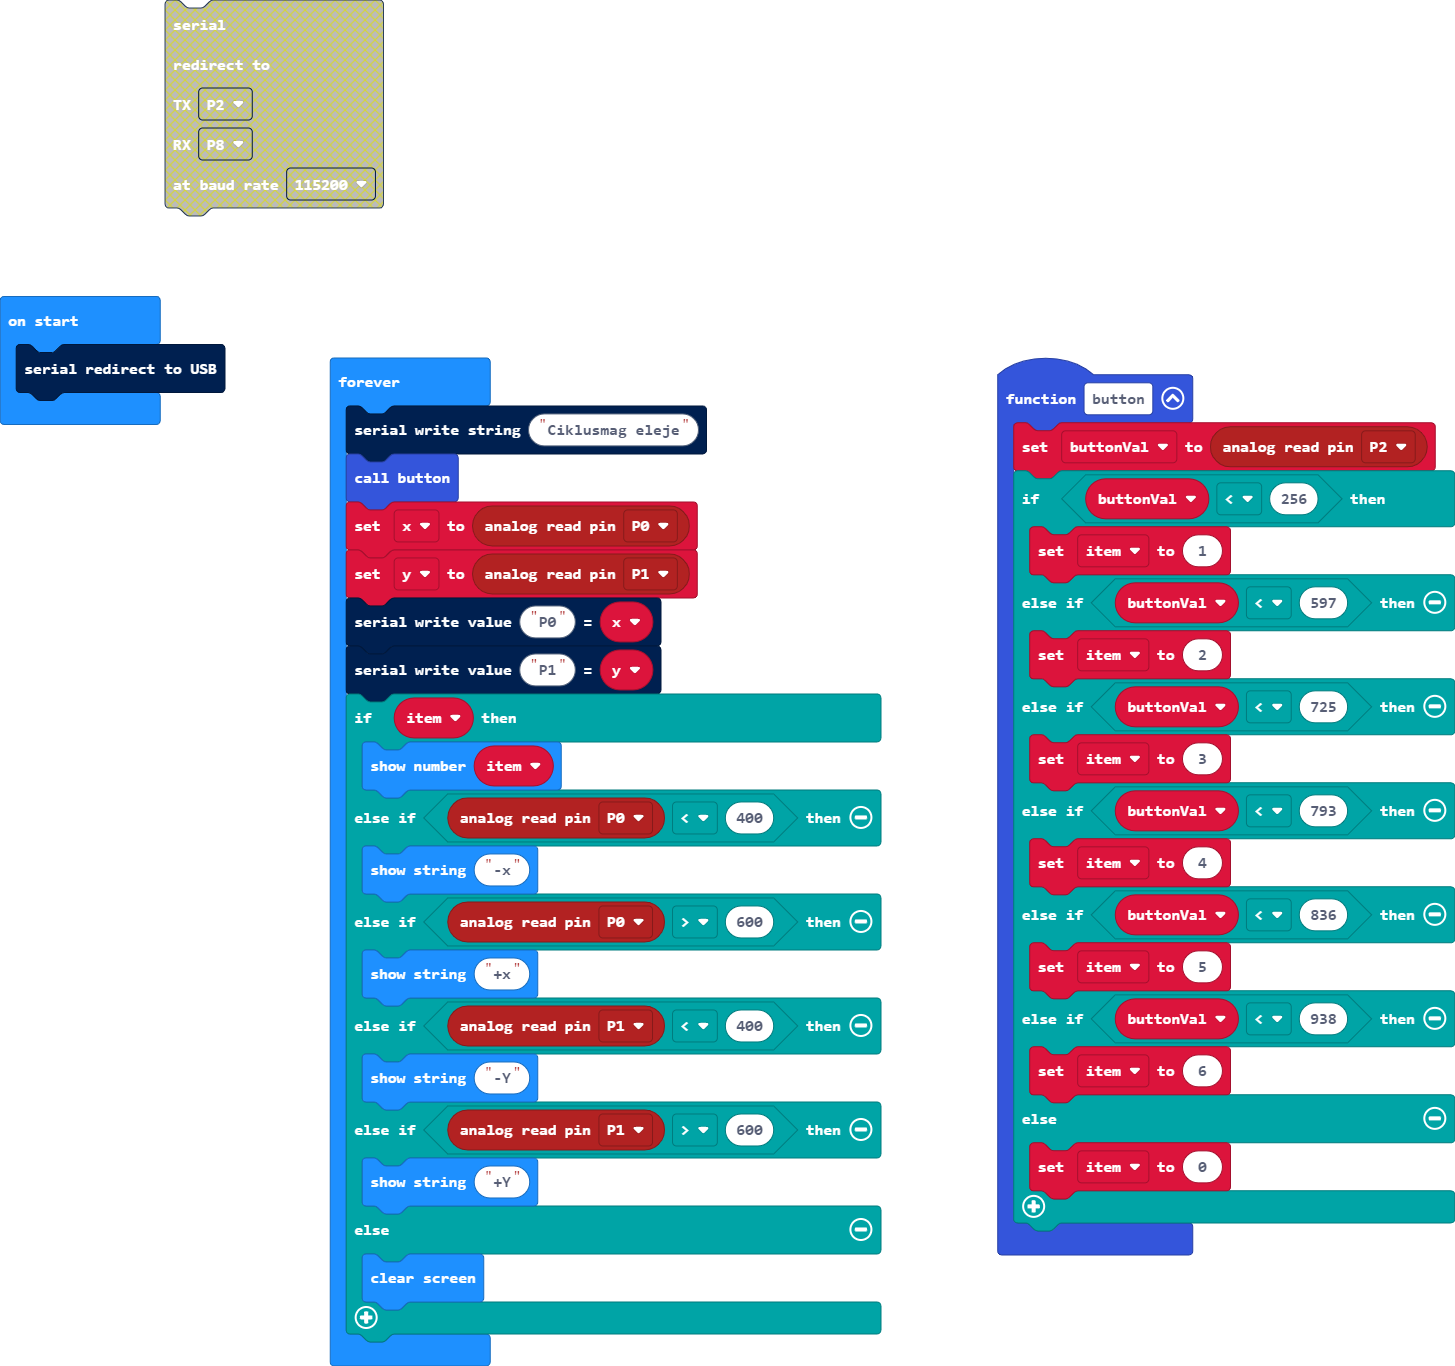 serial
redirect to
TX P2
RX P8
at baud rate 115200
on start
serial redirect to USB
forever
serial write string "Ciklusmag eleje"
call button
set x to analog read pin P0
set y to analog read pin P1
serial write value "P0" = x
serial write value "P1" = y
if item then
show number item
else if analog read pin P0 < 400 then
show string "-x"
else if analog read pin P0 > 600 then
show string "+x"
else if analog read pin P1 < 400 then
show string "-Y"
else if analog read pin P1 > 600 then
show string "+Y"
else
clear screen
function button
set buttonVal to analog read pin P2
if buttonVal < 256 then
set item to 1
else if buttonVal < 597 then
set item to 2
else if buttonVal < 725 then
set item to 3
else if buttonVal < 793 then
set item to 4
else if buttonVal < 836 then
set item to 5
else if buttonVal < 938 then
set item to 6
else
set item to 0